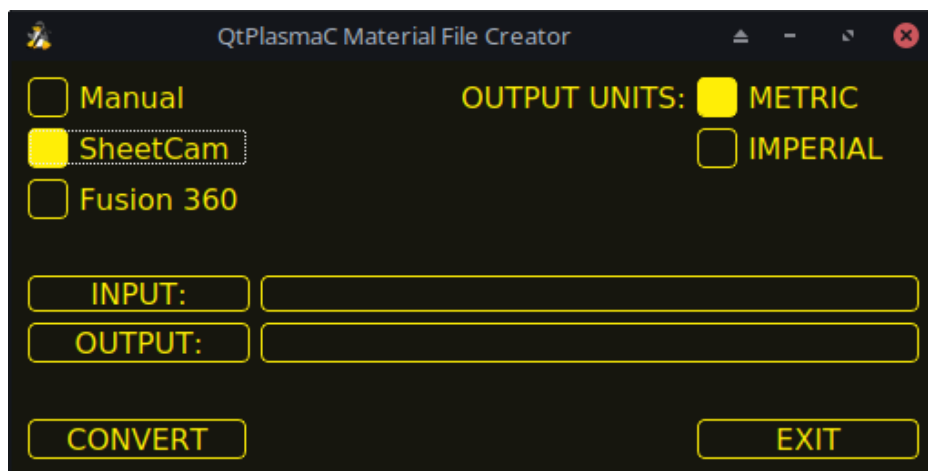 QtPlasmaC Material File Creator
Manual OUTPUT UNITS: METRIC
SheetCam IMPERIAL
Fusion 360
INPUT:
OUTPUT:
CONVERT EXIT